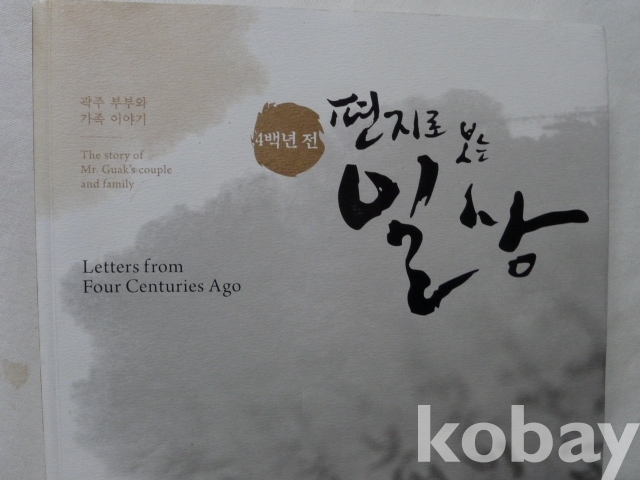 곽주 부부와
가족 이야기
The story of
Mr. Guak's couple
and family
4백년 전
편지로 보는
일상
Letters from
Four Centuries Ago
kobay